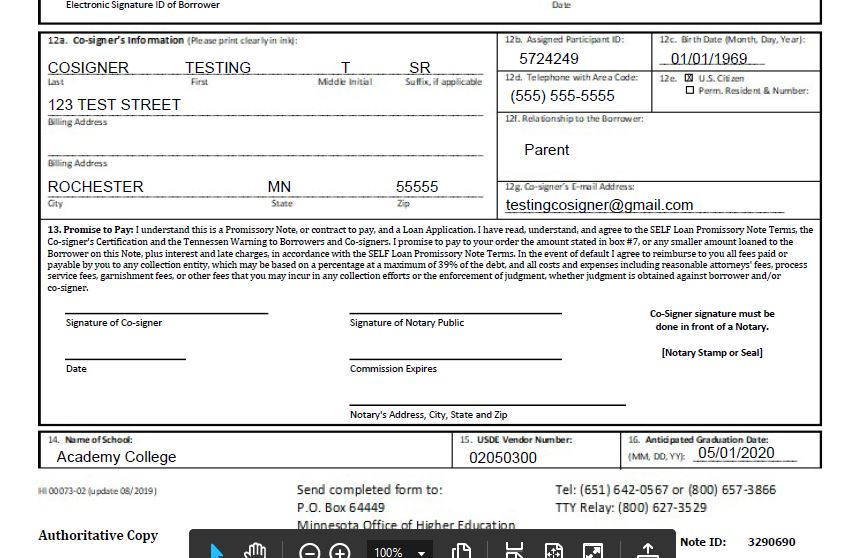 Electronic Signature ID of Borrower Date
12a. Co-signer's Information (Please print clearly in ink):
COSIGNER TESTING T SR
Last First Middle Initial Suffix, if applicable
123 TEST STREET
Billing Address
Billing Address
ROCHESTER MN 55555
City State Zip
12b. Assigned Participant ID:
5724249
12c. Birth Date (Month, Day, Year):
01/01/1969
12d. Telephone with Area Code:
(555) 555-5555
12e. U.S. Citizen
Perm. Resident & Number:
12f. Relationship to the Borrower:
Parent
12g. Co-signer's E-mail Address:
testingcosigner@gmail.com
13. Promise to Pay: I understand this is a Promissory Note, or contract to pay, and a Loan Application. I have read, understand, and agree to the SELF Loan Promissory Note Terms, the
Co-signer's Certification and the Tennessen Warning to Borrowers and Co-signers. I promise to pay to your order the amount stated in box #7, or any smaller amount loaned to the
Borrower on this Note, plus interest and late charges, in accordance with the SELF Loan Promissory Note Terms. In the event of default I agree to reimburse to you all fees paid or
payable by you to any collection entity, which may be based on a percentage at a maximum of 39% of the debt, and all costs and expenses including reasonable attorneys' fees, process
service fees, garnishment fees, or other fees that you may incur in any collection efforts or the enforcement of judgment, whether judgment is obtained against borrower and/or
co-signer.
Signature of Co-signer Signature of Notary Public
Co-Signer signature must be
done in front of a Notary.
[Notary Stamp or Seal]
Date Commission Expires
Notary's Address, City, State and Zip
14. Name of School:
Academy College
15. USDE Vendor Number:
02050300
16. Anticipated Graduation Date:
(MM, DD, YY): 05/01/2020
HI 00073-02 (update 08/2019)
Send completed form to:
P.O. Box 64449
Minnesota Office of Higher Education
Tel: (651) 642-0567 or (800) 657-3866
TTY Relay: (800) 627-3529
Authoritative Copy
100%
Note ID: 3290690